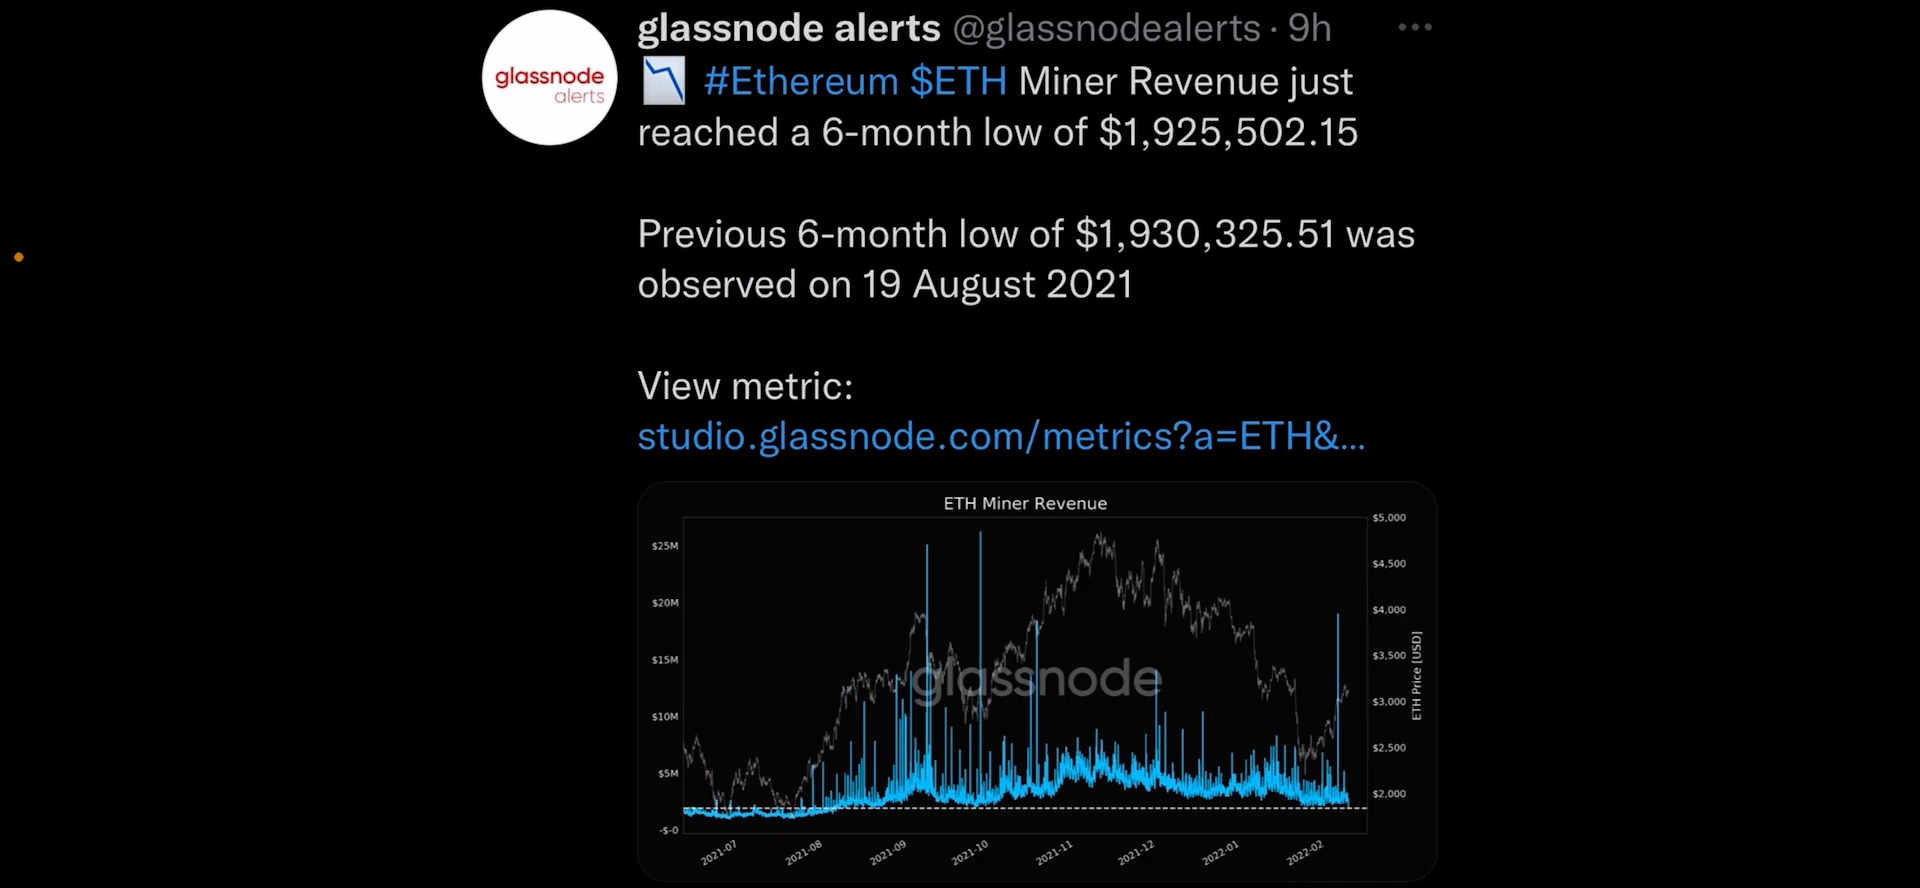 glassnode alerts @glassnodealerts · 9h ...
glassnode
alerts
#Ethereum $ETH Miner Revenue just
reached a 6-month low of $1,925,502.15
Previous 6-month low of $1,930,325.51 was
observed on 19 August 2021
View metric:
studio.glassnode.com/metrics?a=ETH&...
ETH Miner Revenue
$25M
$20M
$15M
$10M
$5M
-$-0
glassnode
$5,000
$4,500
$4,000
$3,500
$3,000
$2,500
$2,000
ETH Price [USD]
2021-07
2021-08
2021-09
2021-10
2021-11
2021-12
2022-01
2022-02